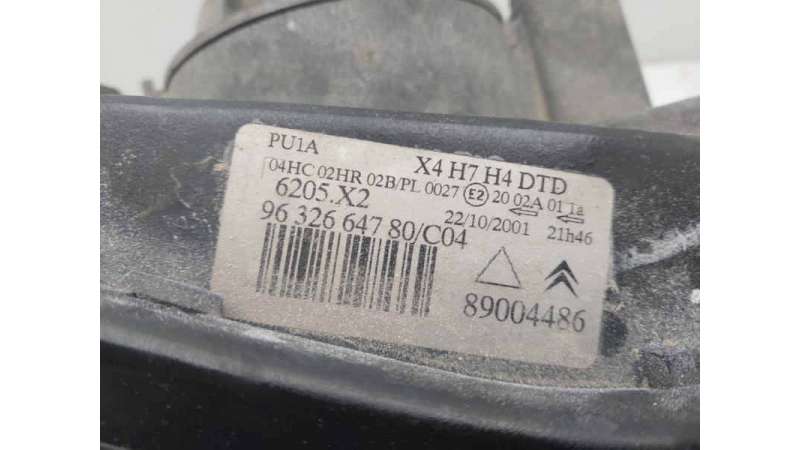 PU1A X4 H7 H4 DTD
04HC 02HR 02B/PL 0027 E2 20 02A 01 1a
6205.X2 22/10/2001 21h46
96 326 647 80/C04
89004486